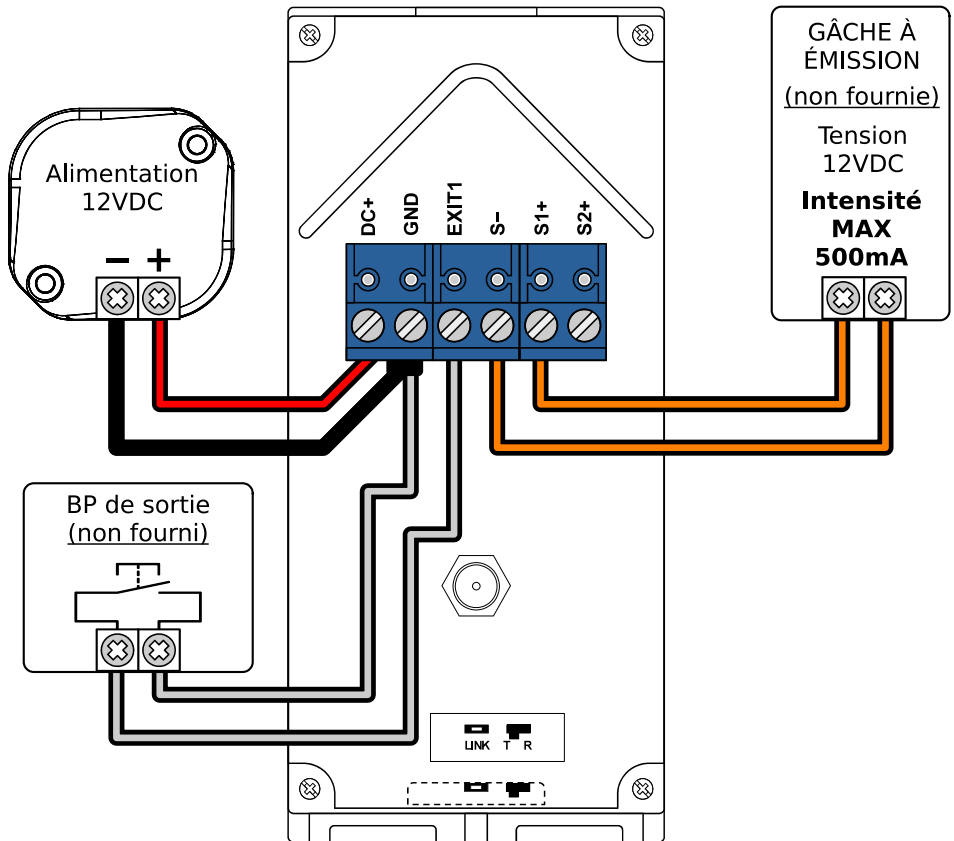 Alimentation
12VDC
− +
DC+
GND
EXIT1
S−
S1+
S2+
GÂCHE À
ÉMISSION
(non fournie)
Tension
12VDC
Intensité
MAX
500mA
BP de sortie
(non fourni)
LINK T R